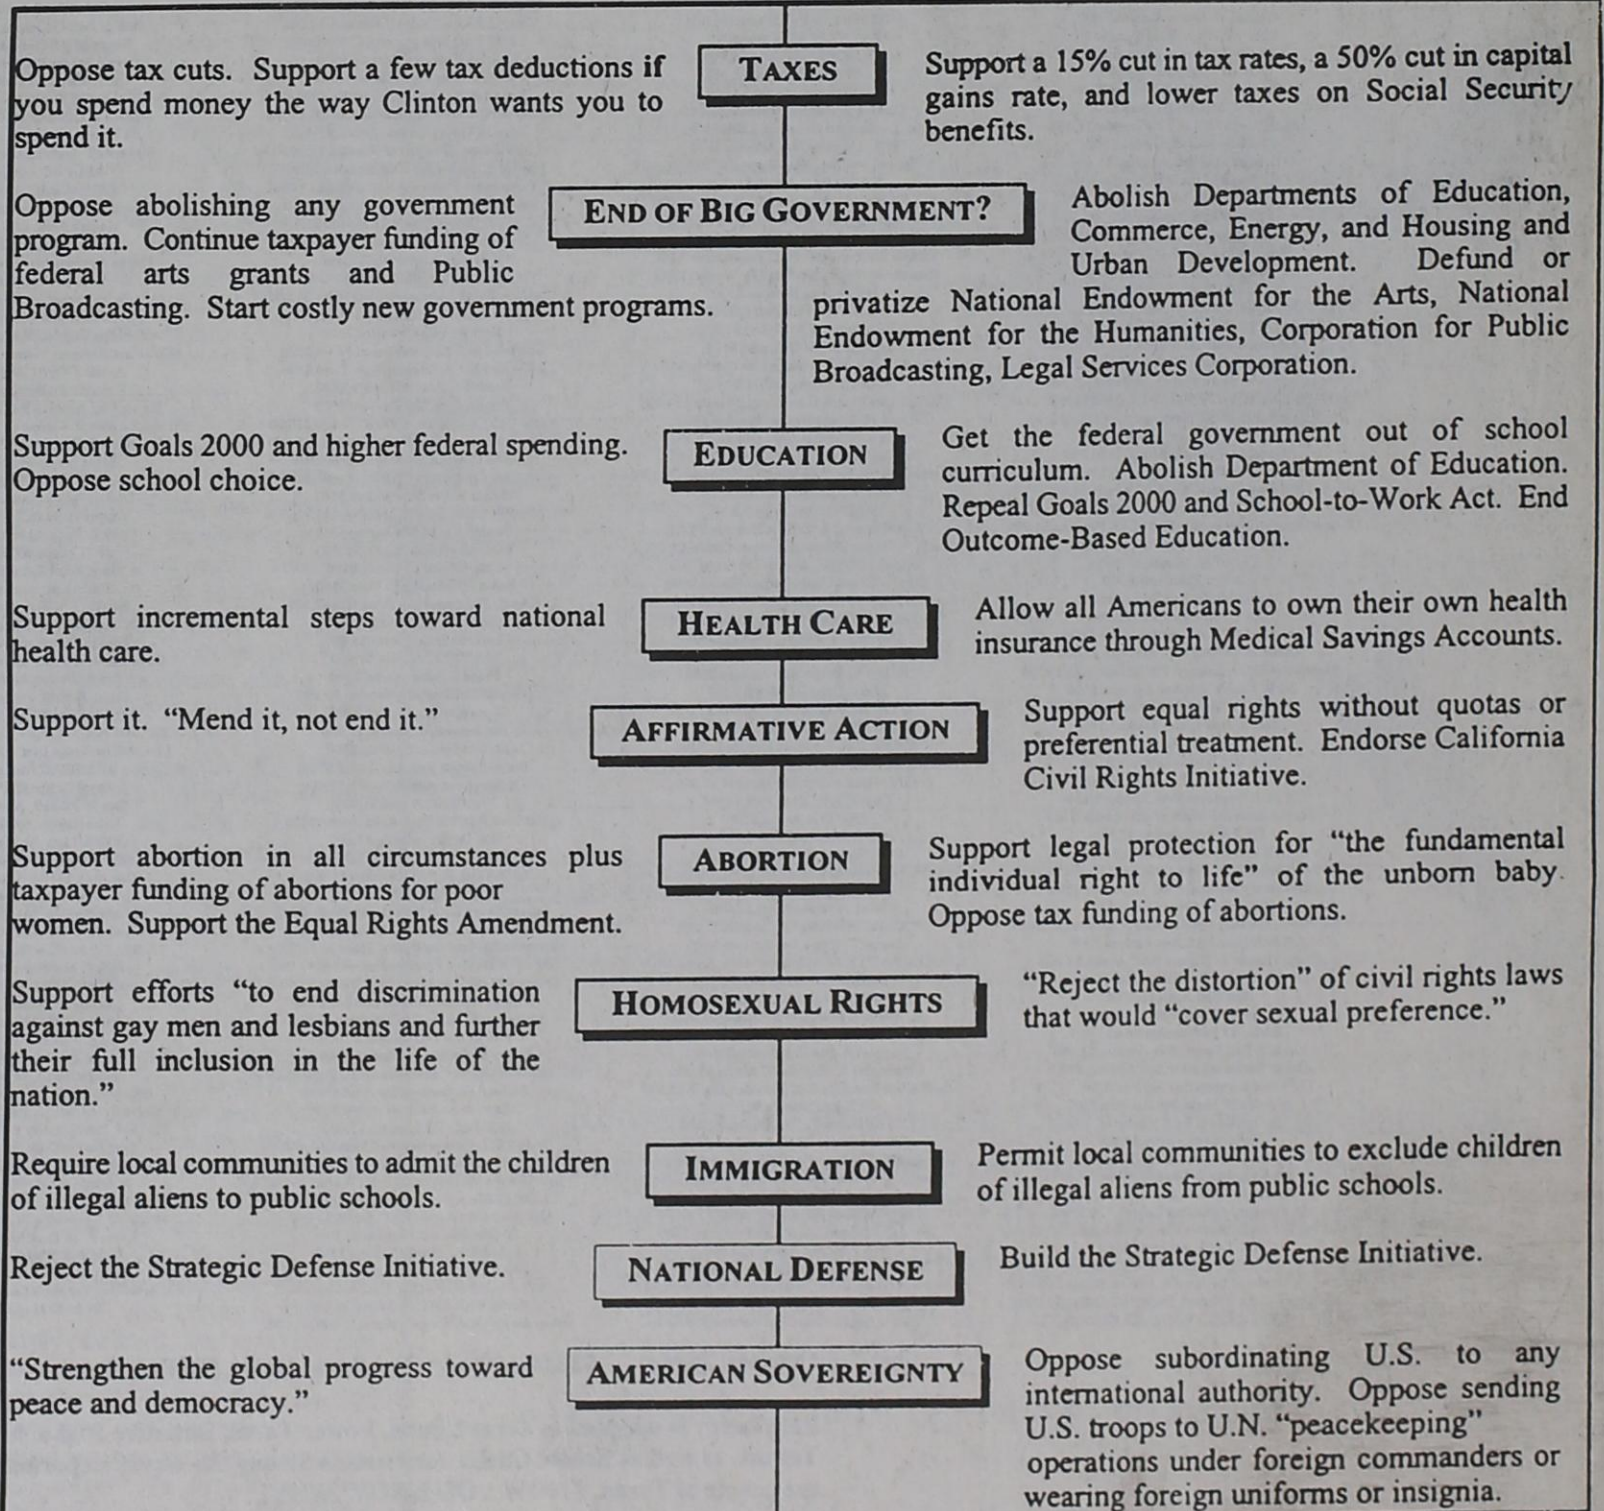 TAXES
Oppose tax cuts. Support a few tax deductions if
you spend money the way Clinton wants you to
spend it.
Support a 15% cut in tax rates, a 50% cut in capital
gains rate, and lower taxes on Social Security
benefits.
END OF BIG GOVERNMENT?
Oppose abolishing any government
program. Continue taxpayer funding of
federal arts grants and Public
Broadcasting. Start costly new government programs.
Abolish Departments of Education,
Commerce, Energy, and Housing and
Urban Development. Defund or
privatize National Endowment for the Arts, National
Endowment for the Humanities, Corporation for Public
Broadcasting, Legal Services Corporation.
EDUCATION
Support Goals 2000 and higher federal spending.
Oppose school choice.
Get the federal government out of school
curriculum. Abolish Department of Education.
Repeal Goals 2000 and School-to-Work Act. End
Outcome-Based Education.
HEALTH CARE
Support incremental steps toward national
health care.
Allow all Americans to own their own health
insurance through Medical Savings Accounts.
AFFIRMATIVE ACTION
Support it. “Mend it, not end it.”
Support equal rights without quotas or
preferential treatment. Endorse California
Civil Rights Initiative.
ABORTION
Support abortion in all circumstances plus
taxpayer funding of abortions for poor
women. Support the Equal Rights Amendment.
Support legal protection for “the fundamental
individual right to life” of the unborn baby.
Oppose tax funding of abortions.
HOMOSEXUAL RIGHTS
Support efforts “to end discrimination
against gay men and lesbians and further
their full inclusion in the life of the
nation.”
“Reject the distortion” of civil rights laws
that would “cover sexual preference.”
IMMIGRATION
Require local communities to admit the children
of illegal aliens to public schools.
Permit local communities to exclude children
of illegal aliens from public schools.
NATIONAL DEFENSE
Reject the Strategic Defense Initiative.
Build the Strategic Defense Initiative.
AMERICAN SOVEREIGNTY
“Strengthen the global progress toward
peace and democracy.”
Oppose subordinating U.S. to any
international authority. Oppose sending
U.S. troops to U.N. “peacekeeping”
operations under foreign commanders or
wearing foreign uniforms or insignia.